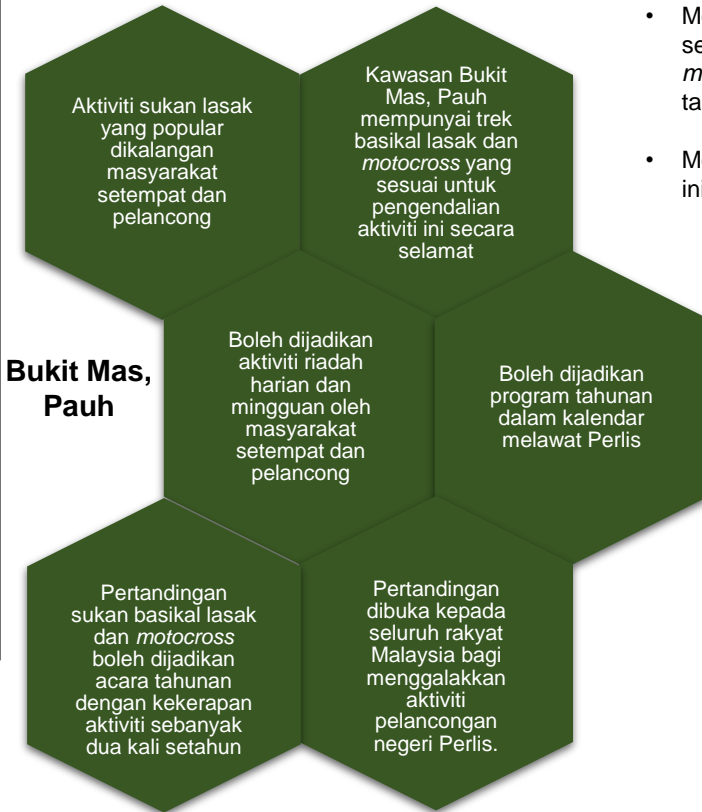 Aktiviti sukan lasak
yang popular
dikalangan
masyarakat
setempat dan
pelancong
Kawasan Bukit
Mas, Pauh
mempunyai trek
basikal lasak dan
motocross yang
sesuai untuk
pengendalian
aktiviti ini secara
selamat
Bukit Mas,
Pauh
Boleh dijadikan
aktiviti riadah
harian dan
mingguan oleh
masyarakat
setempat dan
pelancong
Boleh dijadikan
program tahunan
dalam kalendar
melawat Perlis
Pertandingan
sukan basikal lasak
dan motocross
boleh dijadikan
acara tahunan
dengan kekerapan
aktiviti sebanyak
dua kali setahun
Pertandingan
dibuka kepada
seluruh rakyat
Malaysia bagi
menggalakkan
aktiviti
pelancongan
negeri Perlis.